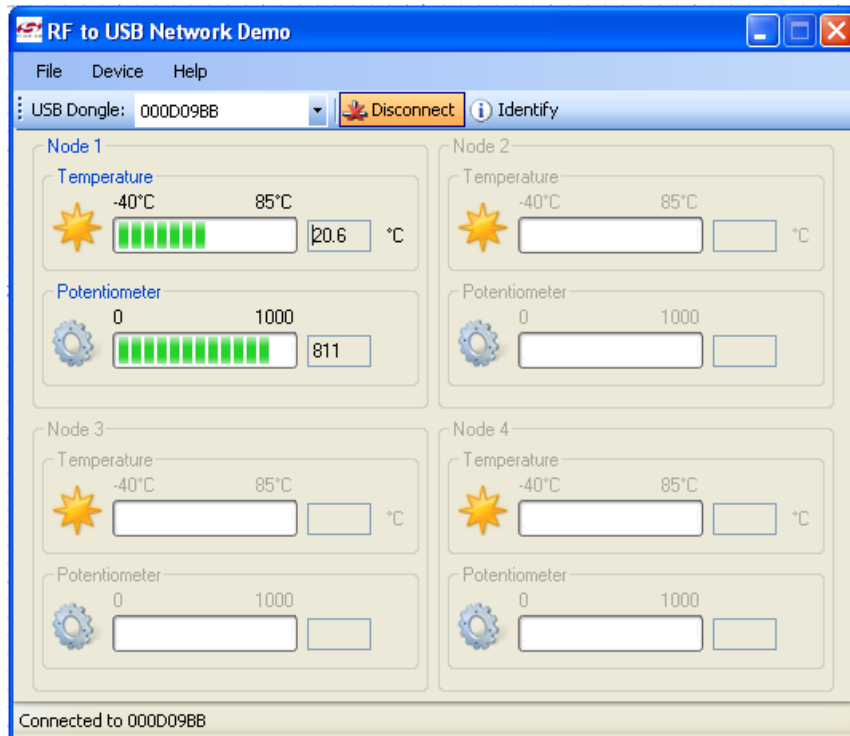 RF to USB Network Demo
File Device Help
USB Dongle: 000D09BB Disconnect Identify
Node 1
Temperature
-40°C 85°C
20.6 °C
Potentiometer
0 1000
811
Node 2
Temperature
-40°C 85°C
°C
Potentiometer
0 1000
Node 3
Temperature
-40°C 85°C
°C
Potentiometer
0 1000
Node 4
Temperature
-40°C 85°C
°C
Potentiometer
0 1000
Connected to 000D09BB